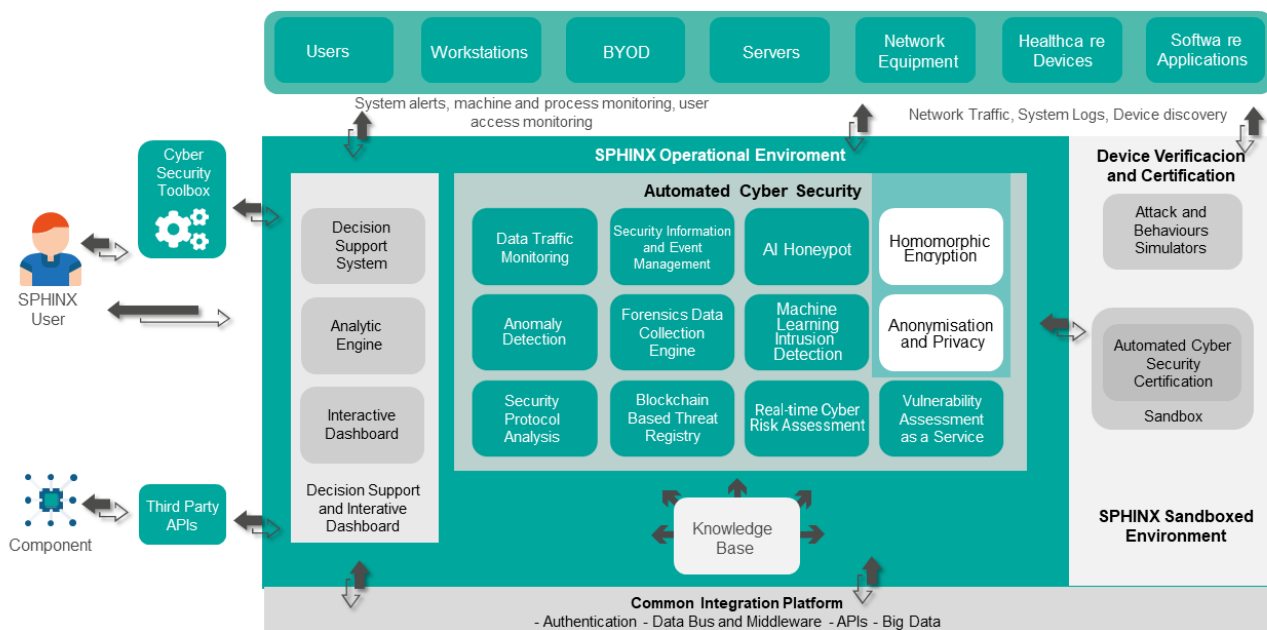 Users
Workstations
BYOD
Servers
Network
Equipment
Healthca re
Devices
Softwa re
Applications
System alerts, machine and process monitoring, user
access monitoring
Network Traffic, System Logs, Device discovery
Cyber
Security
Toolbox
SPHINX
User
Third Party
APIs
Component
SPHINX Operational Enviroment
Decision
Support
System
Analytic
Engine
Interactive
Dashboard
Decision Support
and Interative
Dashboard
Automated Cyber Security
Data Traffic
Monitoring
Security Information
and Event
Management
AI Honeypot
Homomorphic
Encryption
Anomaly
Detection
Forensics Data
Collection
Engine
Machine
Learning
Intrusion
Detection
Anonymisation
and Privacy
Security
Protocol
Analysis
Blockchain
Based Threat
Registry
Real-time Cyber
Risk Assessment
Vulnerability
Assessment
as a Service
Knowledge
Base
Device Verificacion
and Certification
Attack and
Behaviours
Simulators
Automated Cyber
Security
Certification
Sandbox
SPHINX Sandboxed
Environment
Common Integration Platform
- Authentication - Data Bus and Middleware - APIs - Big Data